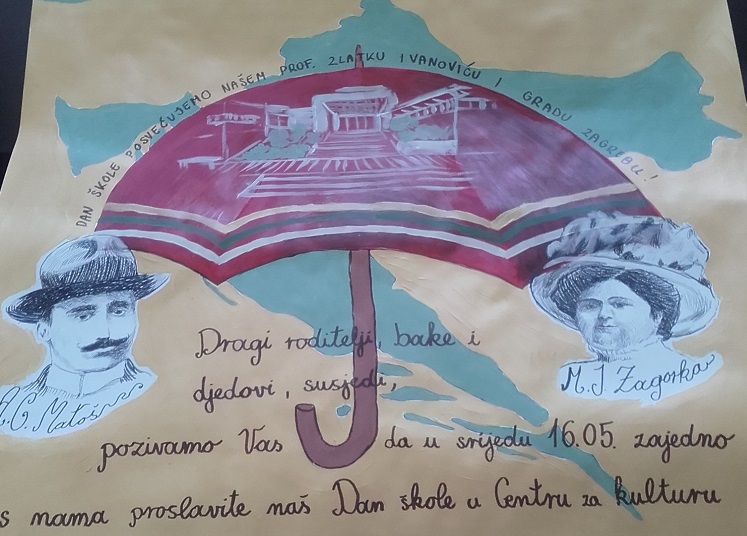 DAN ŠKOLE POSVEĆUJEMO NAŠEM PROF. ZLATKU IVANOVIĆU I GRADU ZAGREBU!
A.G. Matoš
M.J Zagorka
Dragi roditelji, bake i
djedovi, susjedi,
pozivamo Vas da u srijedu 16.05. zajedno
s nama proslavite naš Dan škole u Centru za kulturu